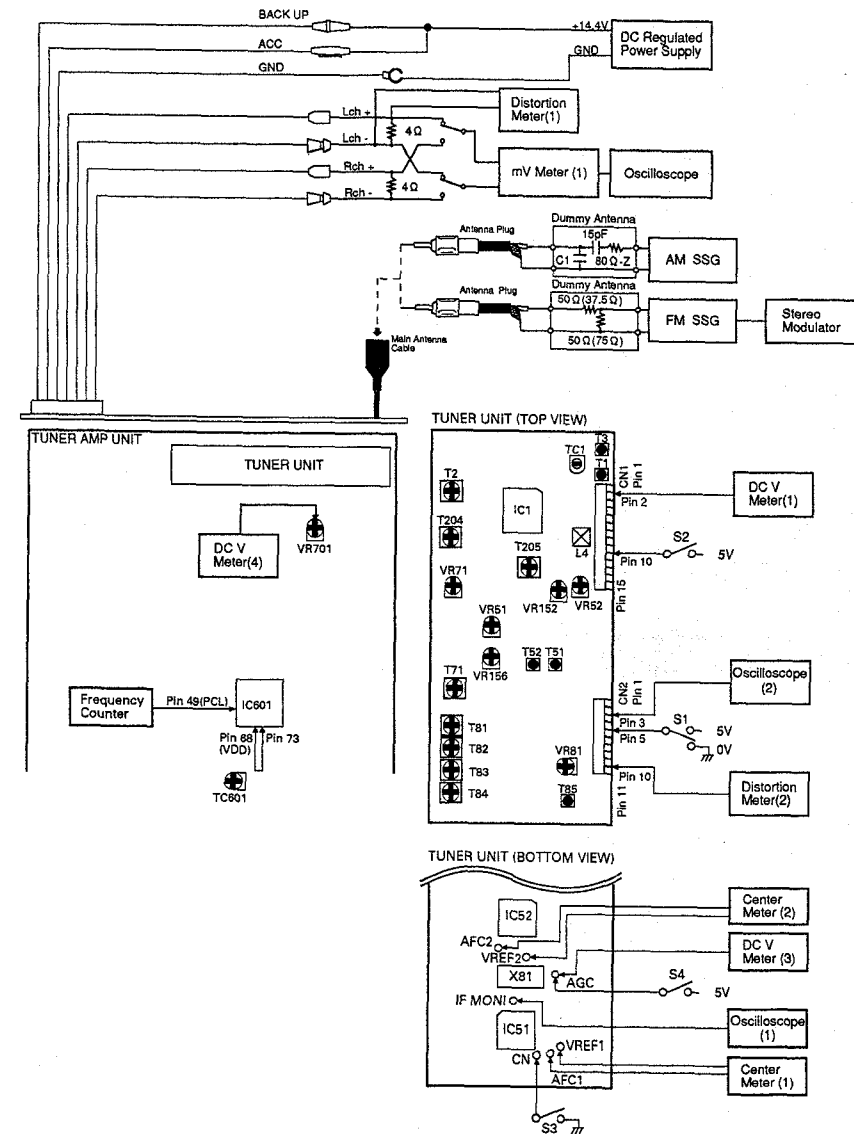 BACK UP
+14.4V
DC Regulated
Power Supply
ACC
GND
GND
Lch +
4Ω
Distortion
Meter(1)
Lch -
Rch +
4Ω
mV Meter (1)
Oscilloscope
Rch -
Antenna Plug
Dummy Antenna
15pF
C1
80Ω-Z
AM SSG
Antenna Plug
Dummy Antenna
50Ω(37.5Ω)
50Ω(75Ω)
FM SSG
Stereo
Modulator
Main Antenna
Cable
TUNER AMP UNIT
TUNER UNIT
DC V
Meter(4)
VR701
Frequency
Counter
Pin 49(PCL)
IC601
Pin 68
(VDD)
Pin 73
TC601
TUNER UNIT (TOP VIEW)
T3
TC1
T1
T2
IC1
CN1
Pin 1
Pin 2
DC V
Meter(1)
T204
L4
T205
Pin 10
S2
5V
VR71
VR152
VR52
Pin 15
VR51
VR156
T52
T51
T71
CN2
Pin 1
Oscilloscope
(2)
Pin 3
S1
5V
0V
Pin 5
T81
T82
VR81
T83
Pin 10
T84
T85
Pin 11
Distortion
Meter(2)
TUNER UNIT (BOTTOM VIEW)
IC52
Center
Meter (2)
AFC2
VREF2
DC V
Meter (3)
X81
AGC
S4
5V
IF MONI
IC51
Oscilloscope
(1)
VREF1
CN
AFC1
Center
Meter (1)
S3